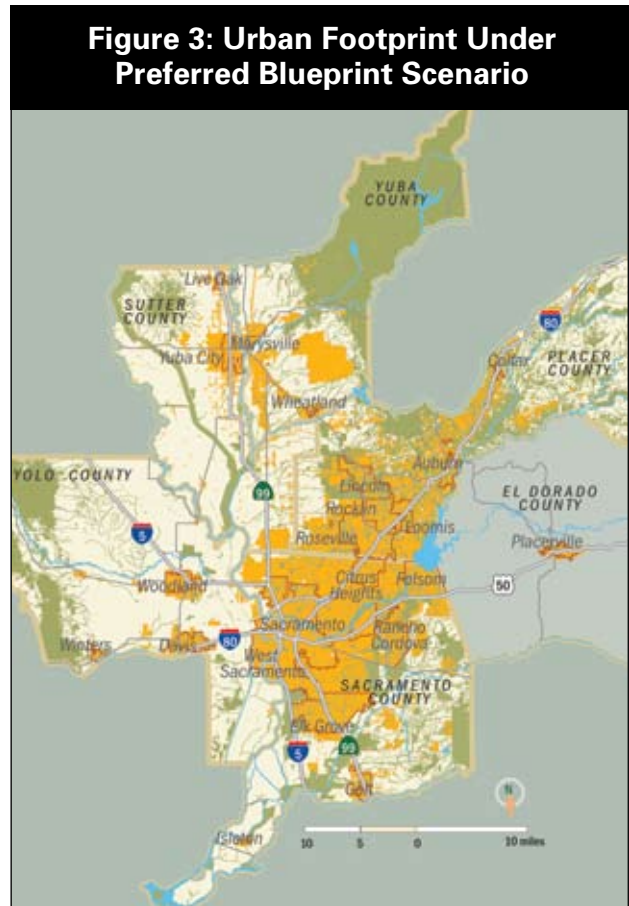 Figure 3: Urban Footprint Under
Preferred Blueprint Scenario
YUBA
COUNTY
Live Oak
SUTTER
COUNTY
80
Marysville
Yuba City
Colfax
PLACER
COUNTY
Wheatland
YOLO COUNTY
Auburn
Lincoln
EL DORADO
COUNTY
99
Rocklin
Loomis
5
Roseville
Placerville
Woodland
Citrus
Heights
Folsom
50
Sacramento
Rancho
Cordova
Winters
Davis
80
West
Sacramento
SACRAMENTO
COUNTY
Elk Grove
5
99
Galt
N
Isleton
10 5 0 10 miles